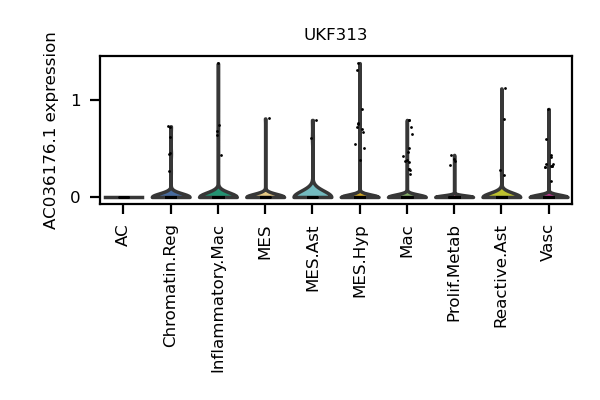 UKF313
AC036176.1 expression
1
0
AC
Chromatin.Reg
Inflammatory.Mac
MES
MES.Ast
MES.Hyp
Mac
Prolif.Metab
Reactive.Ast
Vasc